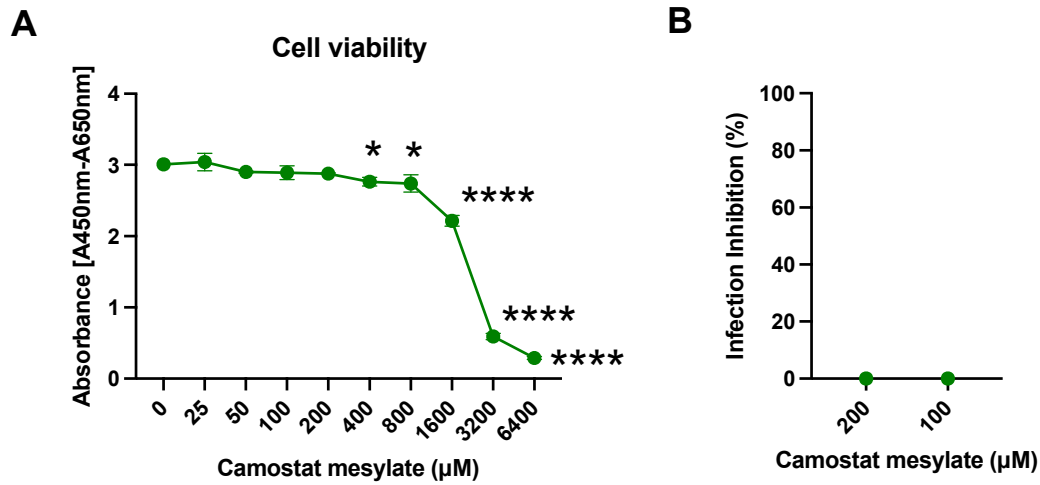 A
Cell viability
Absorbance [A450nm-A650nm]
4
3
2
1
0
* *
****
****
****
0 25 50 100 200 400 800 1600 3200 6400
Camostat mesylate (µM)
B
Infection Inhibition (%)
100
80
60
40
20
0
200 100
Camostat mesylate (µM)